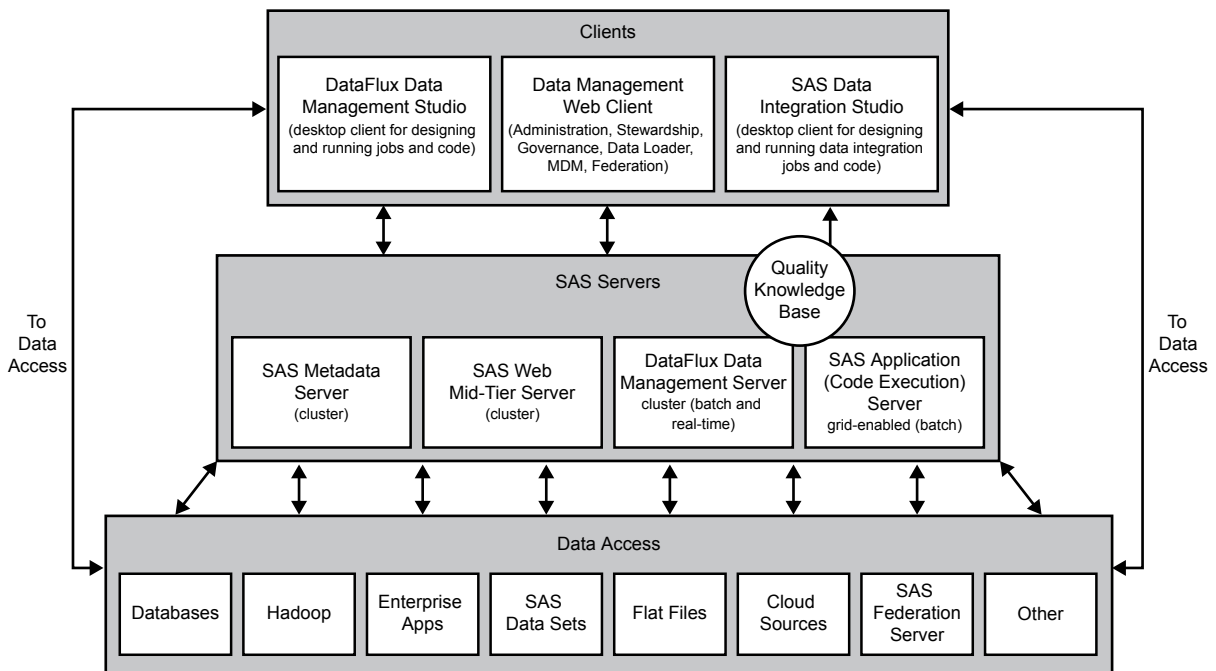 Clients
DataFlux Data
Management Studio
(desktop client for designing
and running jobs and code)
Data Management
Web Client
(Administration, Stewardship,
Governance, Data Loader,
MDM, Federation)
SAS Data
Integration Studio
(desktop client for designing
and running data integration
jobs and code)
To
Data
Access
SAS Servers
Quality
Knowledge
Base
To
Data
Access
SAS Metadata
Server
(cluster)
SAS Web
Mid-Tier Server
(cluster)
DataFlux Data
Management Server
cluster (batch and
real-time)
SAS Application
(Code Execution)
Server
grid-enabled (batch)
Data Access
Databases
Hadoop
Enterprise
Apps
SAS
Data Sets
Flat Files
Cloud
Sources
SAS
Federation
Server
Other